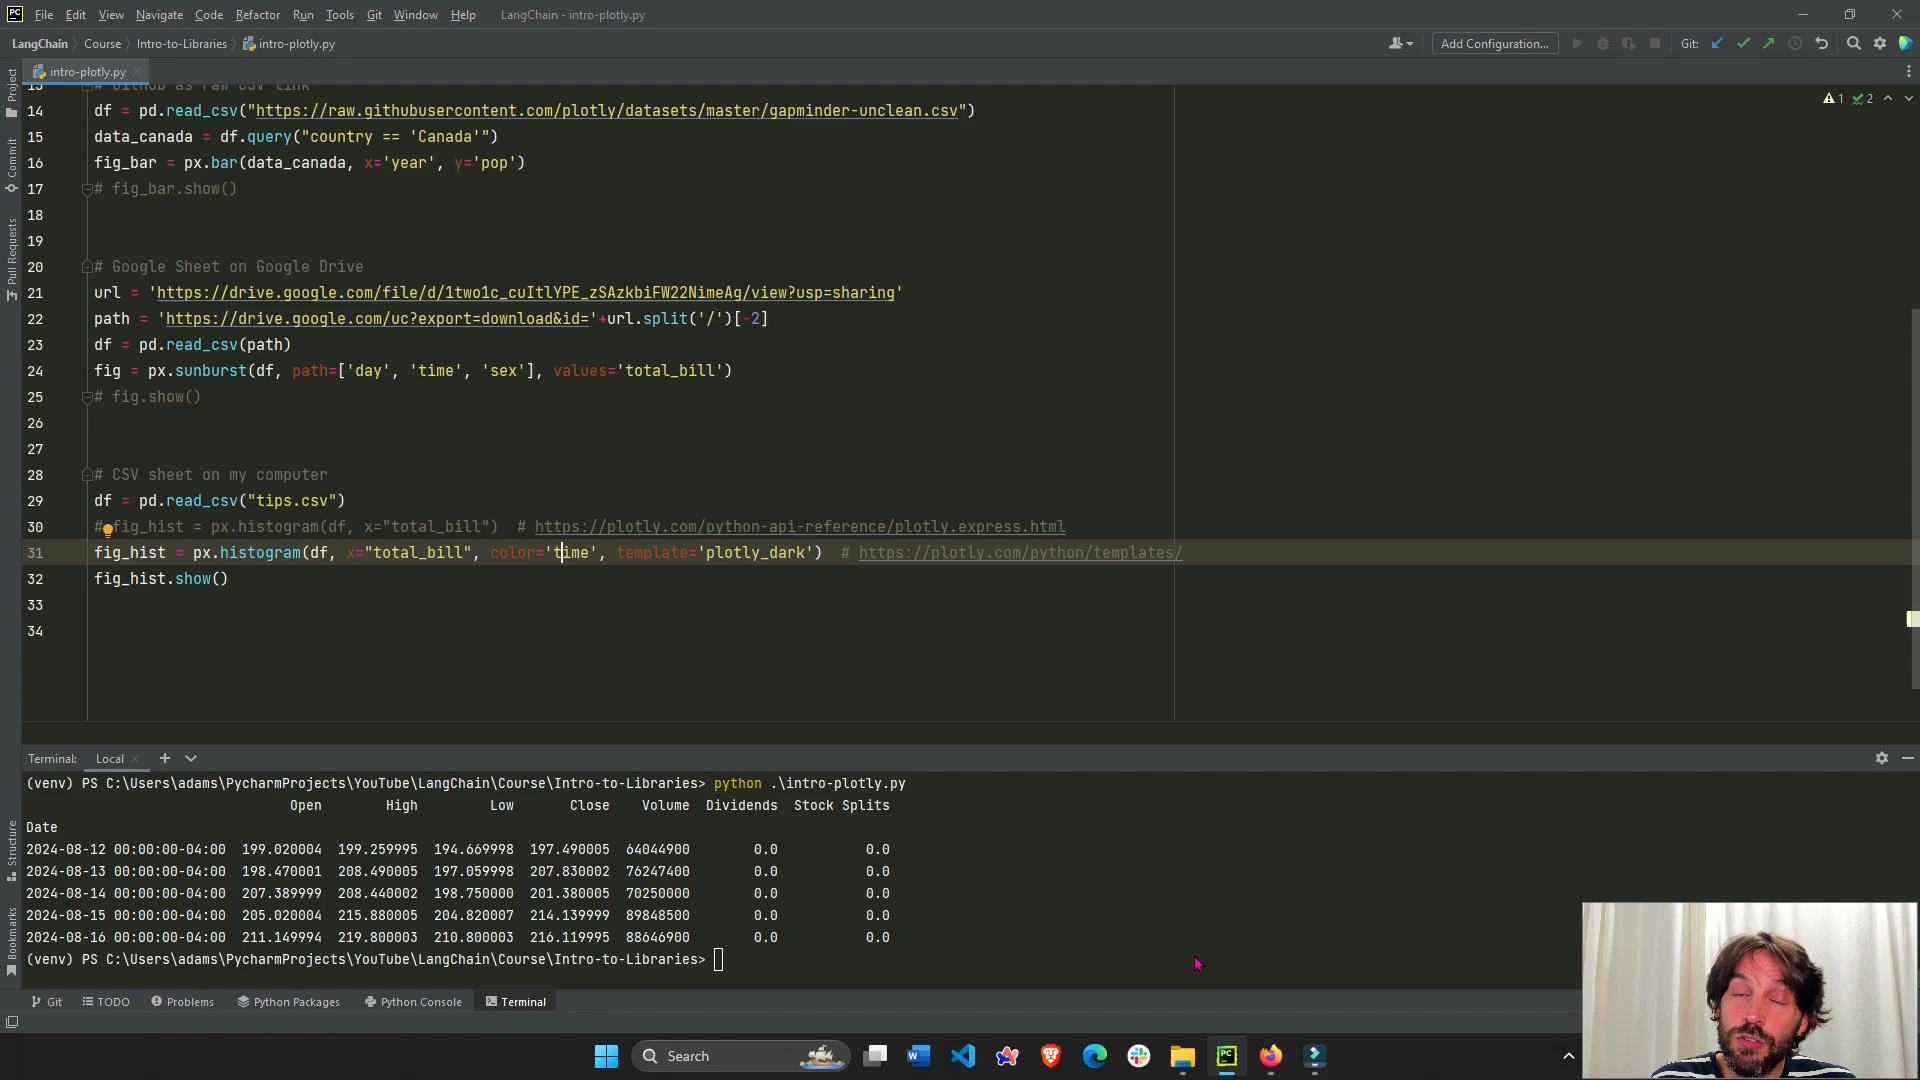 PC File Edit View Navigate Code Refactor Run Tools Git Window Help LangChain - intro-plotly.py
LangChain Course Intro-to-Libraries intro-plotly.py Add Configuration... Git:
intro-plotly.py
Project
Commit
Pull Requests
Structure
Bookmarks
1 2
13 # Github as raw CSV link
14 df = pd.read_csv("https://raw.githubusercontent.com/plotly/datasets/master/gapminder-unclean.csv")
15 data_canada = df.query("country == 'Canada'")
16 fig_bar = px.bar(data_canada, x='year', y='pop')
17 # fig_bar.show()
18
19
20 # Google Sheet on Google Drive
21 url = 'https://drive.google.com/file/d/1two1c_cuItlYPE_zSAzkbiFW22NimeAg/view?usp=sharing'
22 path = 'https://drive.google.com/uc?export=download&id='+url.split('/')[-2]
23 df = pd.read_csv(path)
24 fig = px.sunburst(df, path=['day', 'time', 'sex'], values='total_bill')
25 # fig.show()
26
27
28 # CSV sheet on my computer
29 df = pd.read_csv("tips.csv")
30 # fig_hist = px.histogram(df, x="total_bill") # https://plotly.com/python-api-reference/plotly.express.html
31 fig_hist = px.histogram(df, x="total_bill", color='time', template='plotly_dark') # https://plotly.com/python/templates/
32 fig_hist.show()
33
34
Terminal: Local
(venv) PS C:\Users\adams\PycharmProjects\YouTube\LangChain\Course\Intro-to-Libraries> python .\intro-plotly.py
Open High Low Close Volume Dividends Stock Splits
Date
2024-08-12 00:00:00-04:00 199.020004 199.259995 194.669998 197.490005 64044900 0.0 0.0
2024-08-13 00:00:00-04:00 198.470001 208.490005 197.059998 207.830002 76247400 0.0 0.0
2024-08-14 00:00:00-04:00 207.389999 208.440002 198.750000 201.380005 70250000 0.0 0.0
2024-08-15 00:00:00-04:00 205.020004 215.880005 204.820007 214.139999 89848500 0.0 0.0
2024-08-16 00:00:00-04:00 211.149994 219.800003 210.800003 216.119995 88646900 0.0 0.0
(venv) PS C:\Users\adams\PycharmProjects\YouTube\LangChain\Course\Intro-to-Libraries>
Git TODO Problems Python Packages Python Console Terminal
Search